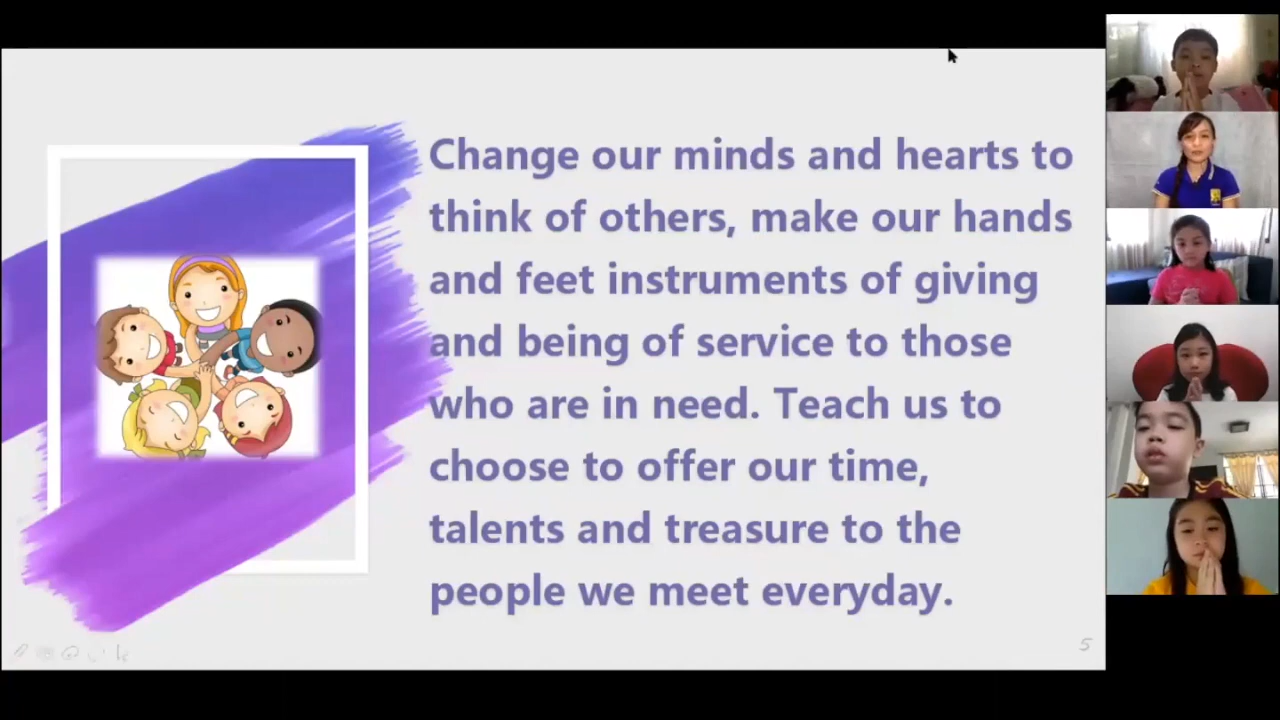 Change our minds and hearts to
think of others, make our hands
and feet instruments of giving
and being of service to those
who are in need. Teach us to
choose to offer our time,
talents and treasure to the
people we meet everyday.
5